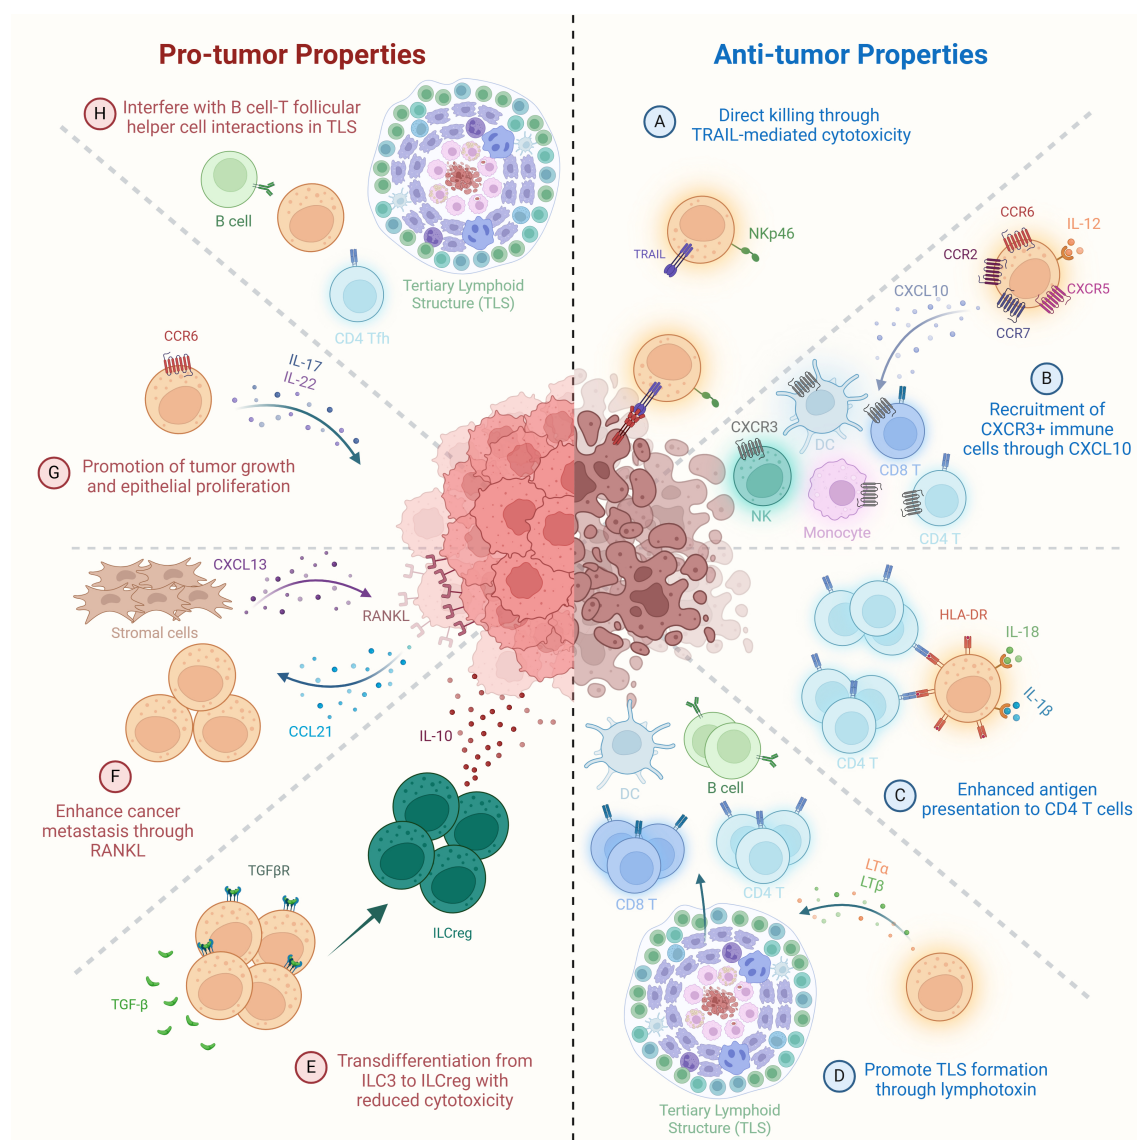 Pro-tumor Properties
H
Interfere with B cell-T follicular
helper cell interactions in TLS
B cell
CD4 Tfh
Tertiary Lymphoid
Structure (TLS)
CCR6
IL-17
IL-22
G
Promotion of tumor growth
and epithelial proliferation
CXCL13
Stromal cells
RANKL
CCL21
F
Enhance cancer
metastasis through
RANKL
IL-10
ILCreg
TGFβR
TGF-β
E
Transdifferentiation from
ILC3 to ILCreg with
reduced cytotoxicity
Anti-tumor Properties
A
Direct killing through
TRAIL-mediated cytotoxicity
TRAIL
NKp46
CCR6
IL-12
CCR2
CXCR5
CCR7
CXCL10
B
Recruitment of
CXCR3+ immune
cells through CXCL10
DC
CXCR3
CD8 T
NK
Monocyte
CD4 T
HLA-DR
IL-18
IL-1β
CD4 T
C
Enhanced antigen
presentation to CD4 T cells
DC
B cell
CD8 T
CD4 T
LTα
LTβ
D
Promote TLS formation
through lymphotoxin
Tertiary Lymphoid
Structure (TLS)